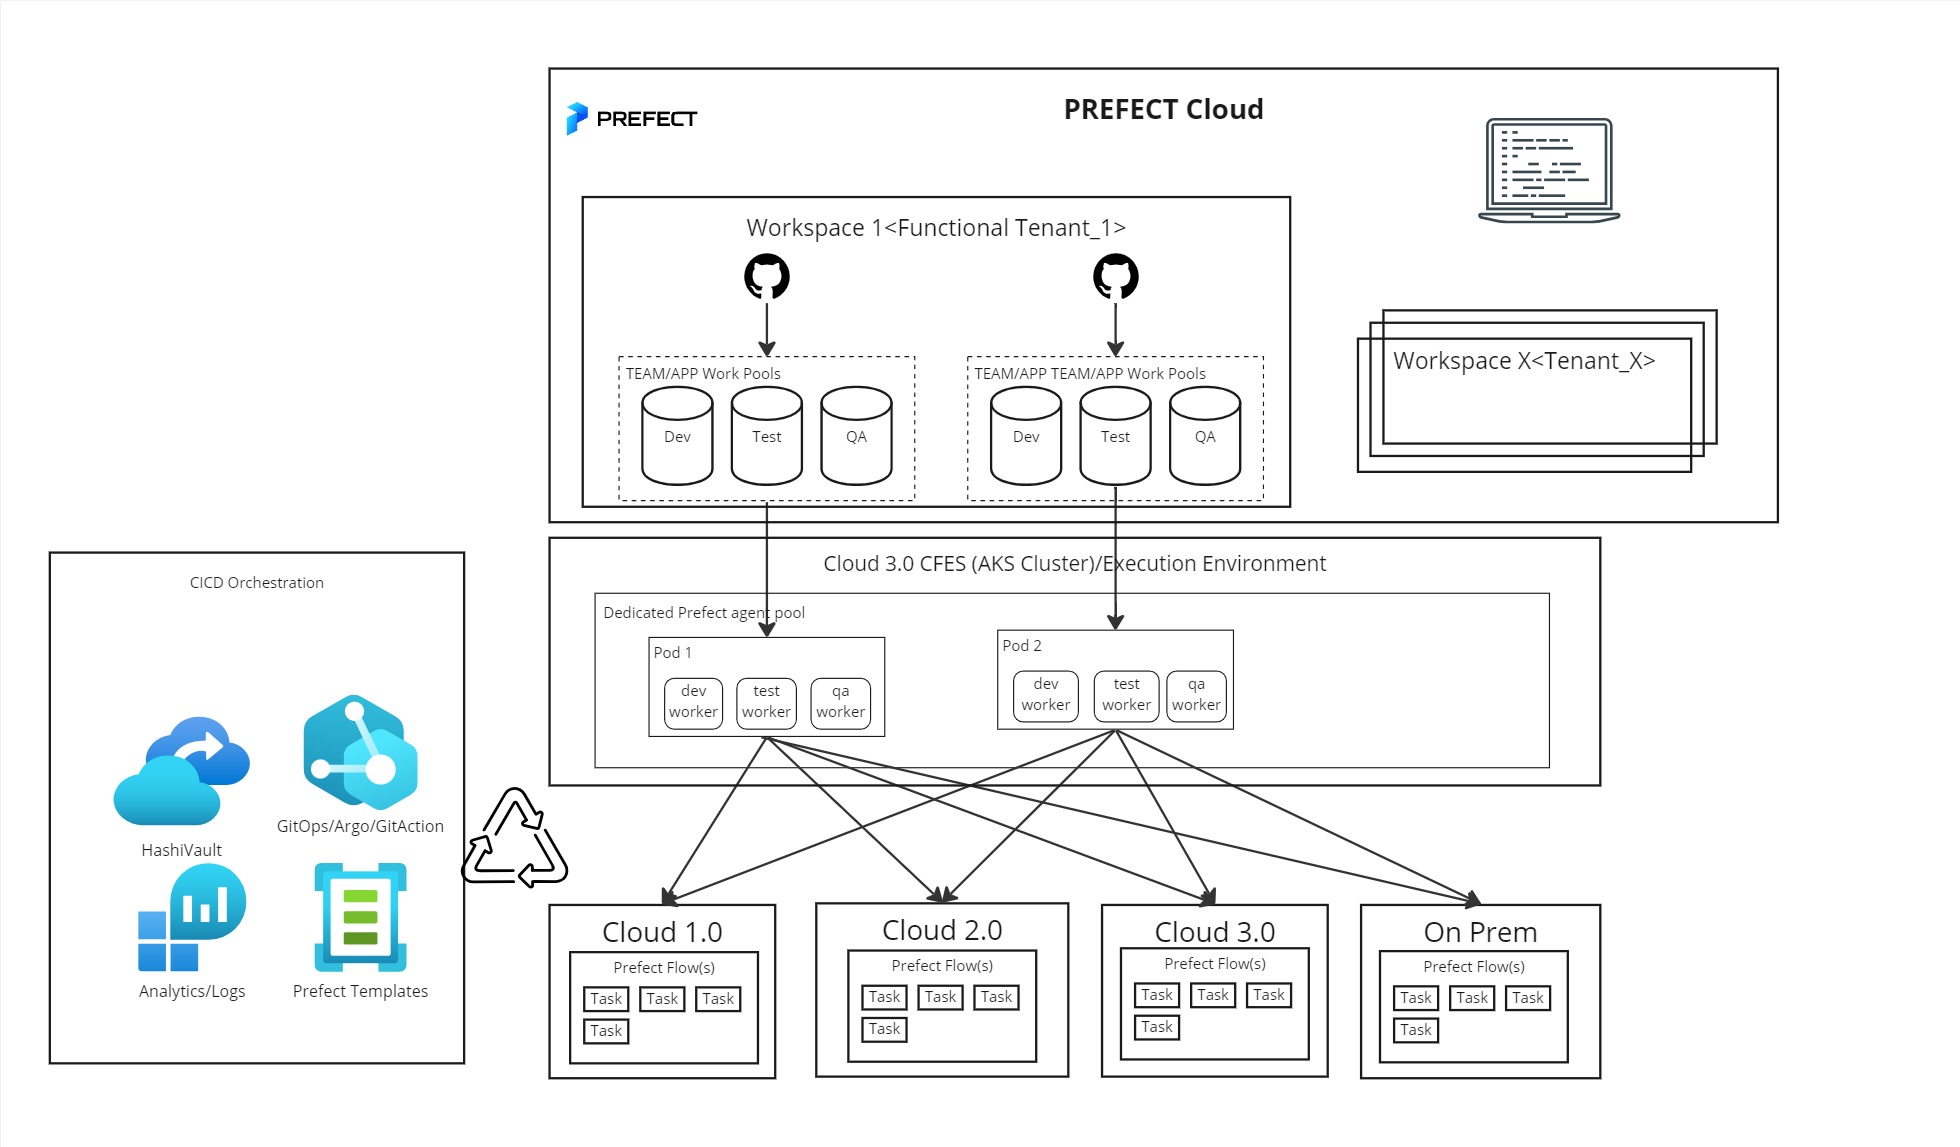 PREFECT
PREFECT Cloud
Workspace 1<Functional Tenant_1>
TEAM/APP Work Pools
Dev
Test
QA
TEAM/APP TEAM/APP Work Pools
Dev
Test
QA
Workspace X<Tenant_X>
Cloud 3.0 CFES (AKS Cluster)/Execution Environment
Dedicated Prefect agent pool
Pod 1
dev
worker
test
worker
qa
worker
Pod 2
dev
worker
test
worker
qa
worker
CICD Orchestration
HashiVault
GitOps/Argo/GitAction
Analytics/Logs
Prefect Templates
Cloud 1.0
Prefect Flow(s)
Task
Task
Task
Task
Cloud 2.0
Prefect Flow(s)
Task
Task
Task
Task
Cloud 3.0
Prefect Flow(s)
Task
Task
Task
Task
On Prem
Prefect Flow(s)
Task
Task
Task
Task